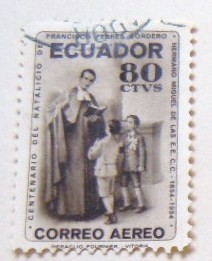 FRANCISCO FEBRES CORDERO
ECUADOR
80
CTVS
CENTENARIO DEL NATALICIO DE
HERMANO MIGUEL DE LAS E.E. C.C. - 1854-1954
CORREO AEREO
HERACLIO FOURNIER - VITORIA